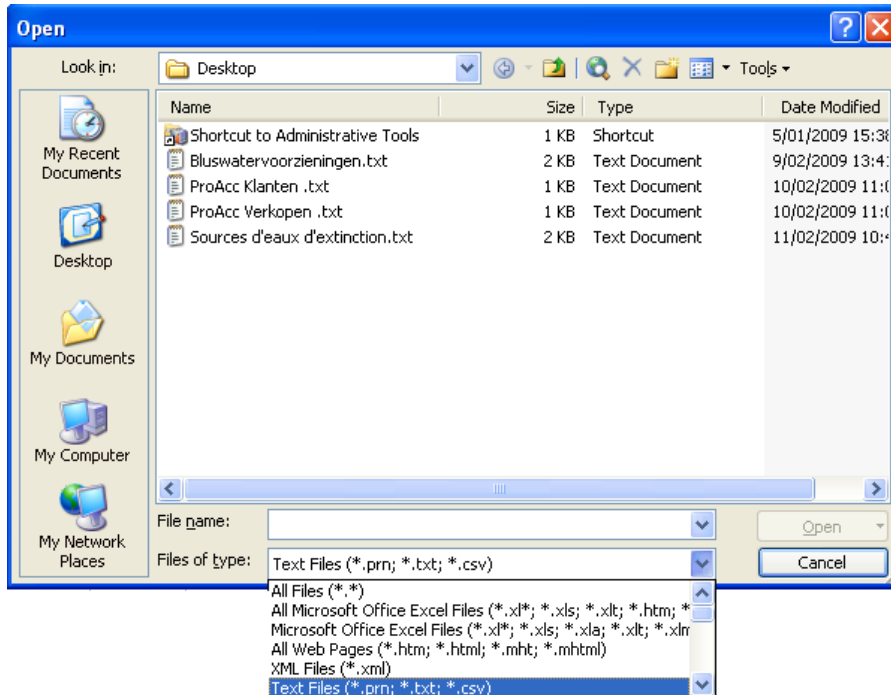 Open
Look in: Desktop Tools
My Recent Documents
Desktop
My Documents
My Computer
My Network Places
Name Size Type Date Modified
Shortcut to Administrative Tools 1 KB Shortcut 5/01/2009 15:38
Bluswatervoorzieningen.txt 2 KB Text Document 9/02/2009 13:4
ProAcc Klanten .txt 1 KB Text Document 10/02/2009 11:0
ProAcc Verkopen .txt 1 KB Text Document 10/02/2009 11:0
Sources d'eaux d'extinction.txt 2 KB Text Document 11/02/2009 10:
File name: Open
Files of type: Text Files (*.prn; *.txt; *.csv) Cancel
All Files (*.*)
All Microsoft Office Excel Files (*.xl*; *.xls; *.xlt; *.htm; *
Microsoft Office Excel Files (*.xl*; *.xls; *.xla; *.xlt; *.xlm
All Web Pages (*.htm; *.html; *.mht; *.mhtml)
XML Files (*.xml)
Text Files (*.prn; *.txt; *.csv)